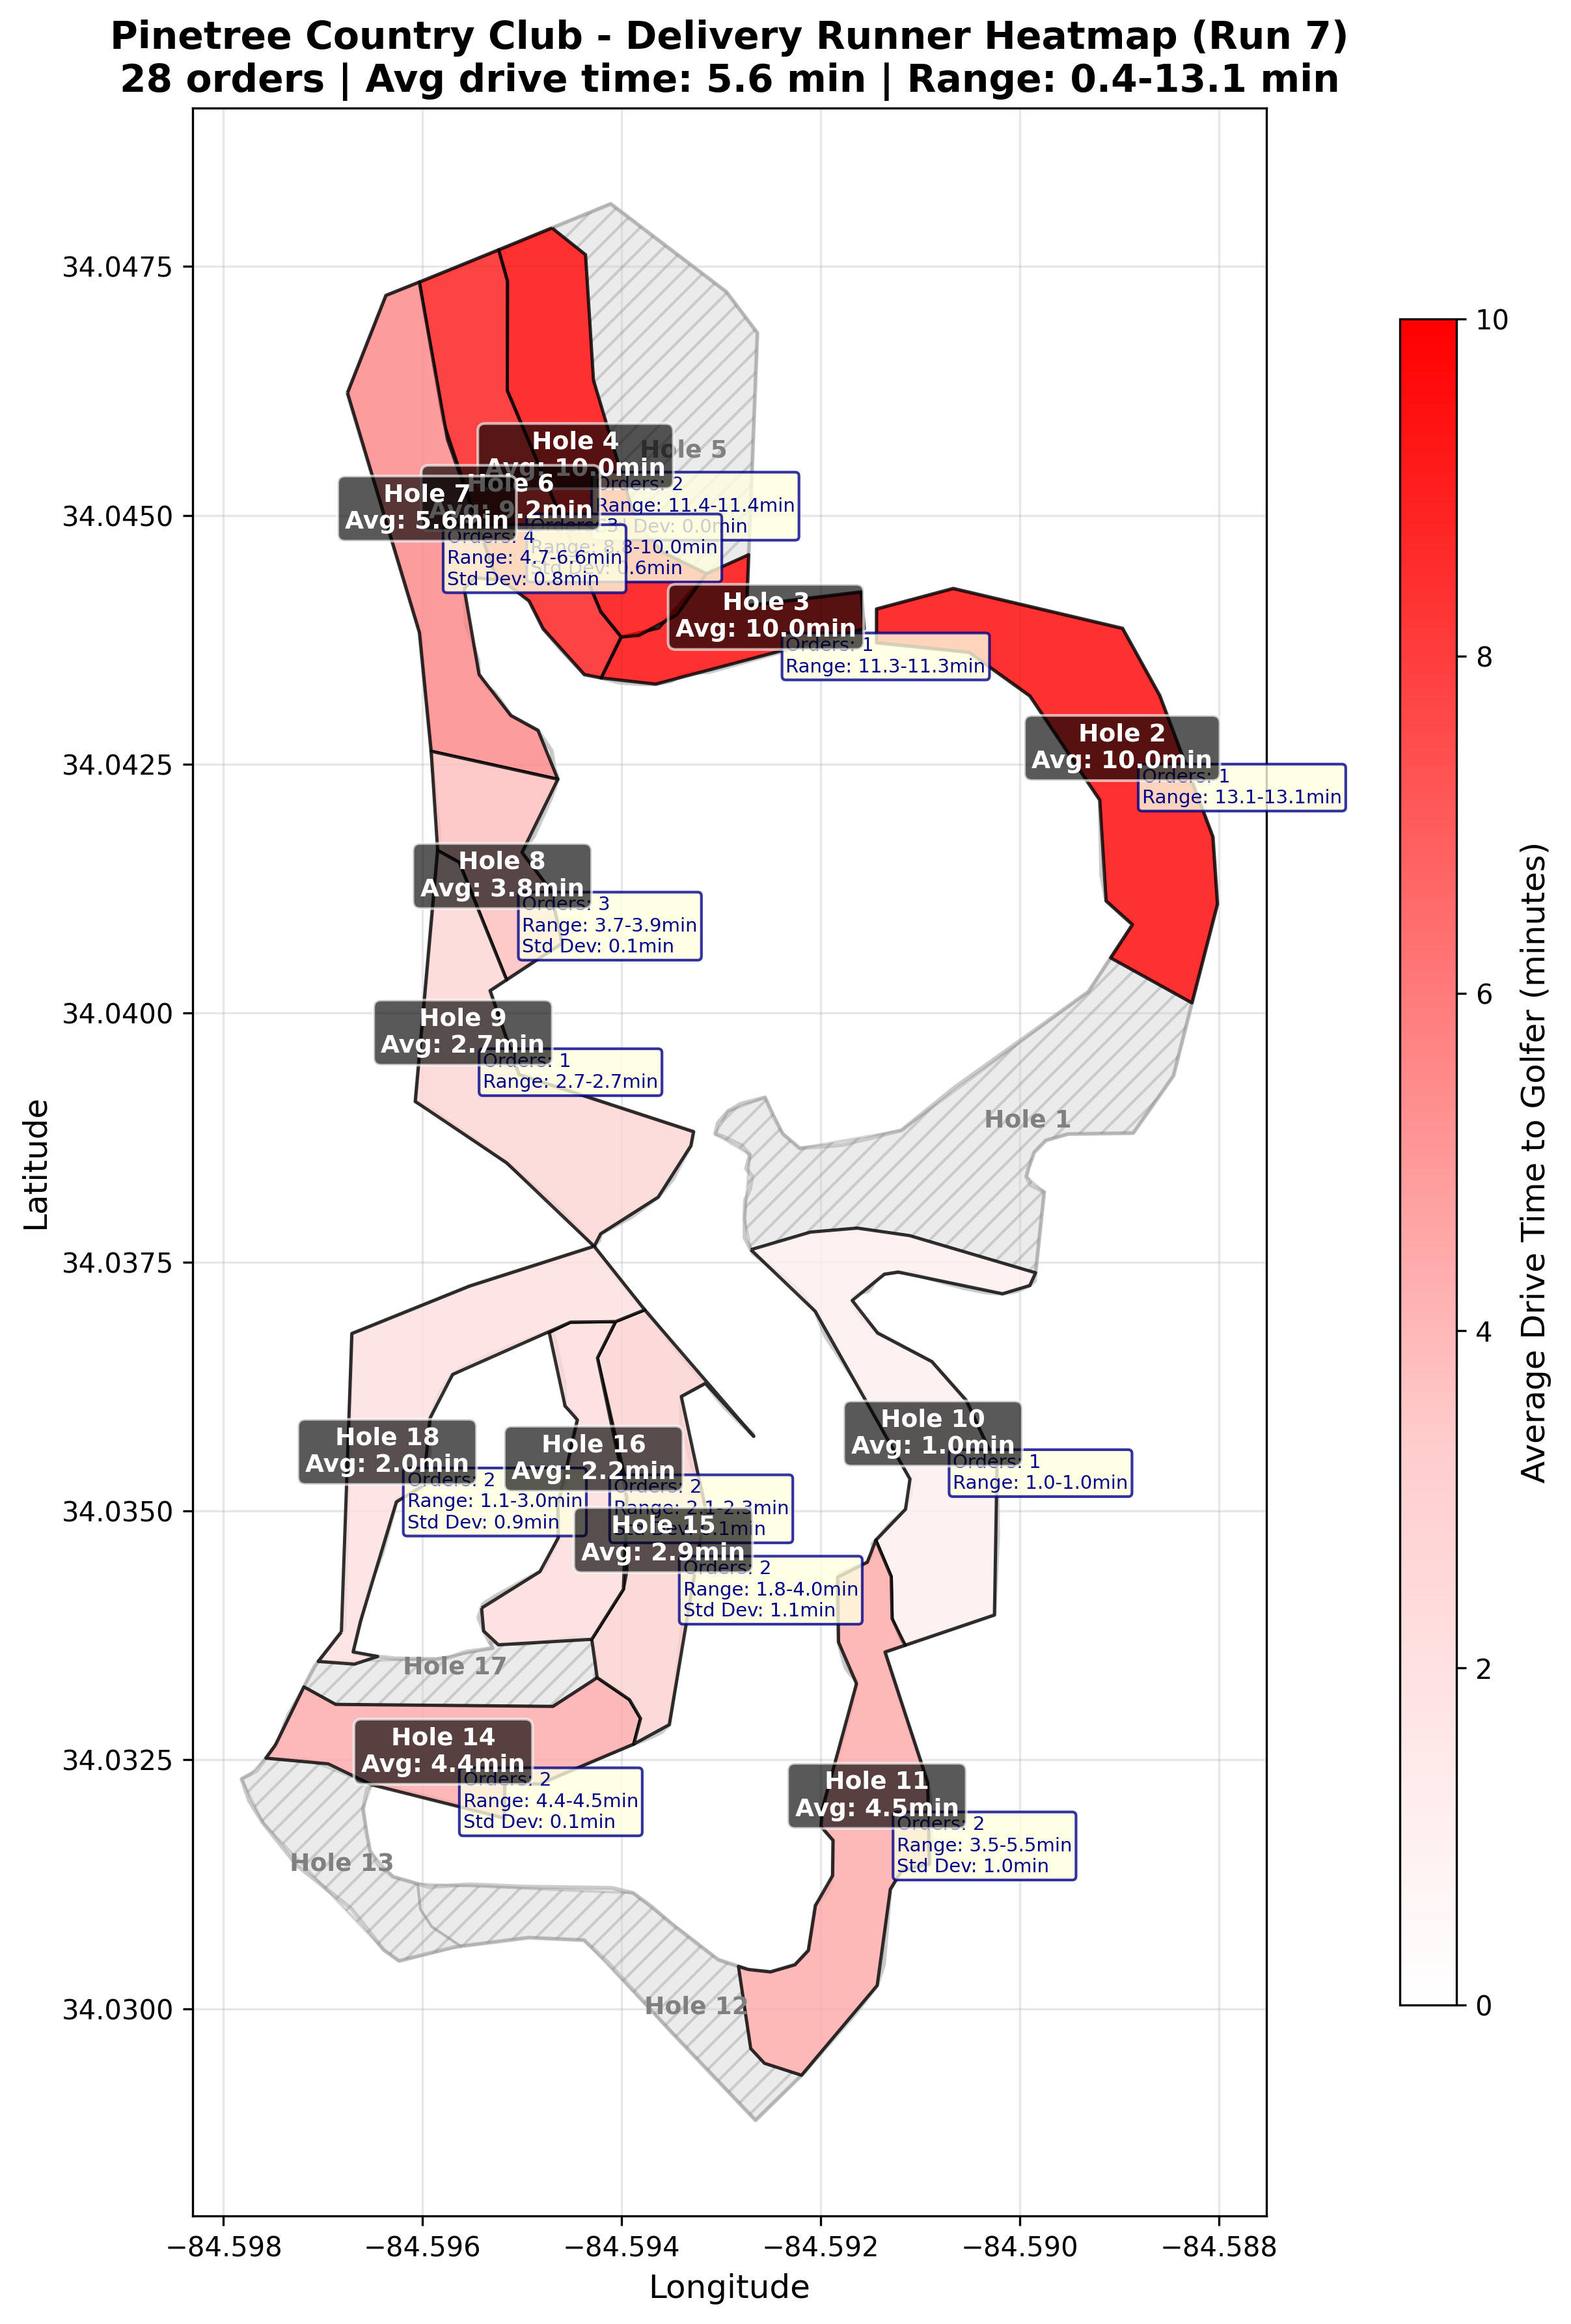 Pinetree Country Club - Delivery Runner Heatmap (Run 7)
28 orders | Avg drive time: 5.6 min | Range: 0.4-13.1 min
34.0475
34.0450
34.0425
34.0400
34.0375
34.0350
34.0325
34.0300
Latitude
−84.598
−84.596
−84.594
−84.592
−84.590
−84.588
Longitude
Hole 4
Avg: 10.0min
Orders: 2
Range: 11.4-11.4min
Std Dev: 0.0min
Hole 5
Hole 6
Avg: 9.2min
Orders: 3
Range: 8.8-10.0min
Std Dev: 0.6min
Hole 7
Avg: 5.6min
Orders: 4
Range: 4.7-6.6min
Std Dev: 0.8min
Hole 3
Avg: 10.0min
Orders: 1
Range: 11.3-11.3min
Hole 2
Avg: 10.0min
Orders: 1
Range: 13.1-13.1min
Hole 8
Avg: 3.8min
Orders: 3
Range: 3.7-3.9min
Std Dev: 0.1min
Hole 9
Avg: 2.7min
Orders: 1
Range: 2.7-2.7min
Hole 1
Hole 10
Avg: 1.0min
Orders: 1
Range: 1.0-1.0min
Hole 18
Avg: 2.0min
Orders: 2
Range: 1.1-3.0min
Std Dev: 0.9min
Hole 16
Avg: 2.2min
Orders: 2
Range: 2.1-2.3min
Std Dev: 0.1min
Hole 15
Avg: 2.9min
Orders: 2
Range: 1.8-4.0min
Std Dev: 1.1min
Hole 17
Hole 14
Avg: 4.4min
Orders: 2
Range: 4.4-4.5min
Std Dev: 0.1min
Hole 11
Avg: 4.5min
Orders: 2
Range: 3.5-5.5min
Std Dev: 1.0min
Hole 13
Hole 12
10
8
6
4
2
0
Average Drive Time to Golfer (minutes)